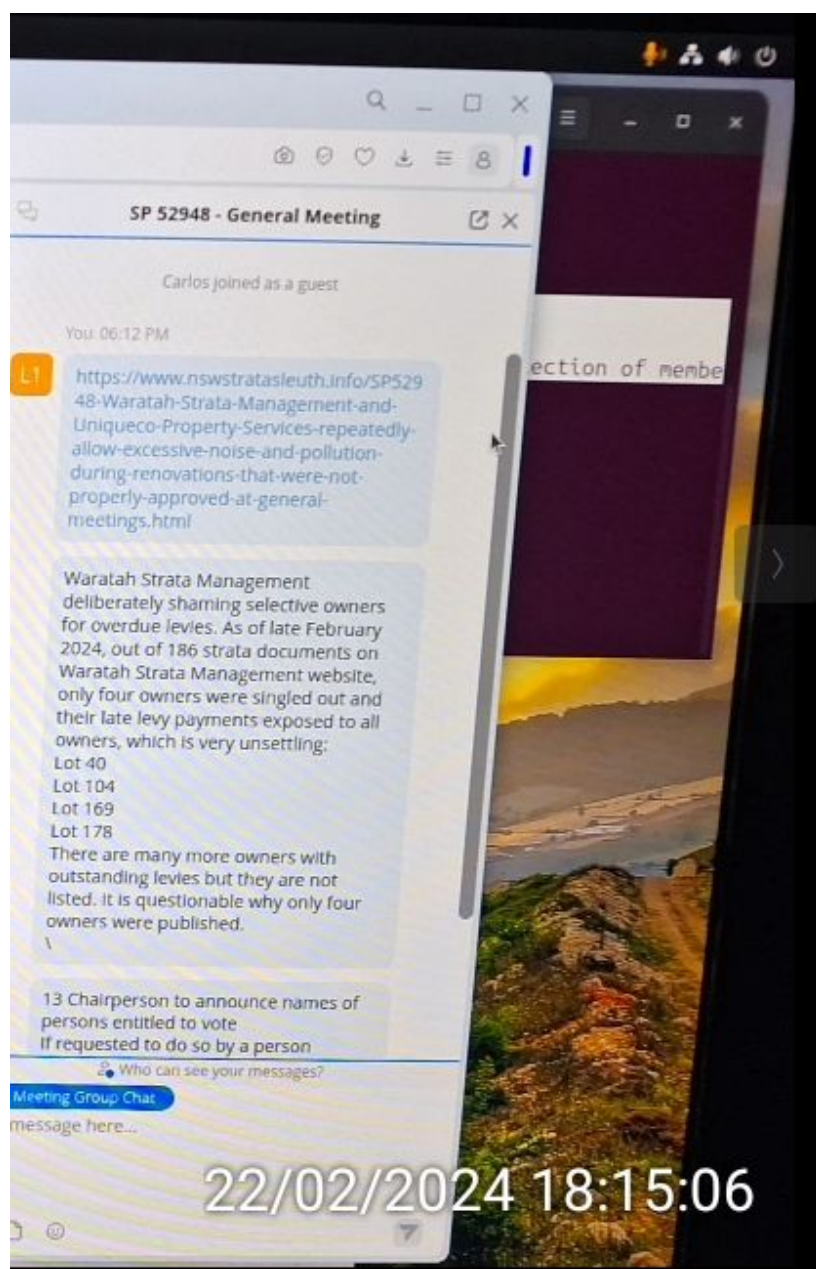 SP 52948 - General Meeting
Carlos joined as a guest
You 06:12 PM
L1
https://www.nswstratasleuth.info/SP529
48-Waratah-Strata-Management-and-
Uniqueco-Property-Services-repeatedly-
allow-excessive-noise-and-pollution-
during-renovations-that-were-not-
properly-approved-at-general-
meetings.html
Waratah Strata Management
deliberately shaming selective owners
for overdue levies. As of late February
2024, out of 186 strata documents on
Waratah Strata Management website,
only four owners were singled out and
their late levy payments exposed to all
owners, which is very unsettling:
Lot 40
Lot 104
Lot 169
Lot 178
There are many more owners with
outstanding levies but they are not
listed. It is questionable why only four
owners were published.
\
13 Chairperson to announce names of
persons entitled to vote
If requested to do so by a person
Who can see your messages?
Meeting Group Chat
message here...
ection of membe
22/02/2024 18:15:06